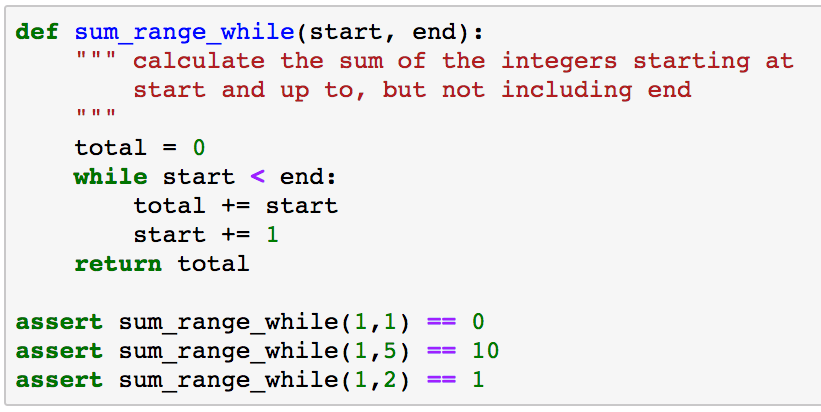 def sum_range_while(start, end):
    """ calculate the sum of the integers starting at
        start and up to, but not including end
    """
    total = 0
    while start < end:
        total += start
        start += 1
    return total

assert sum_range_while(1,1) == 0
assert sum_range_while(1,5) == 10
assert sum_range_while(1,2) == 1